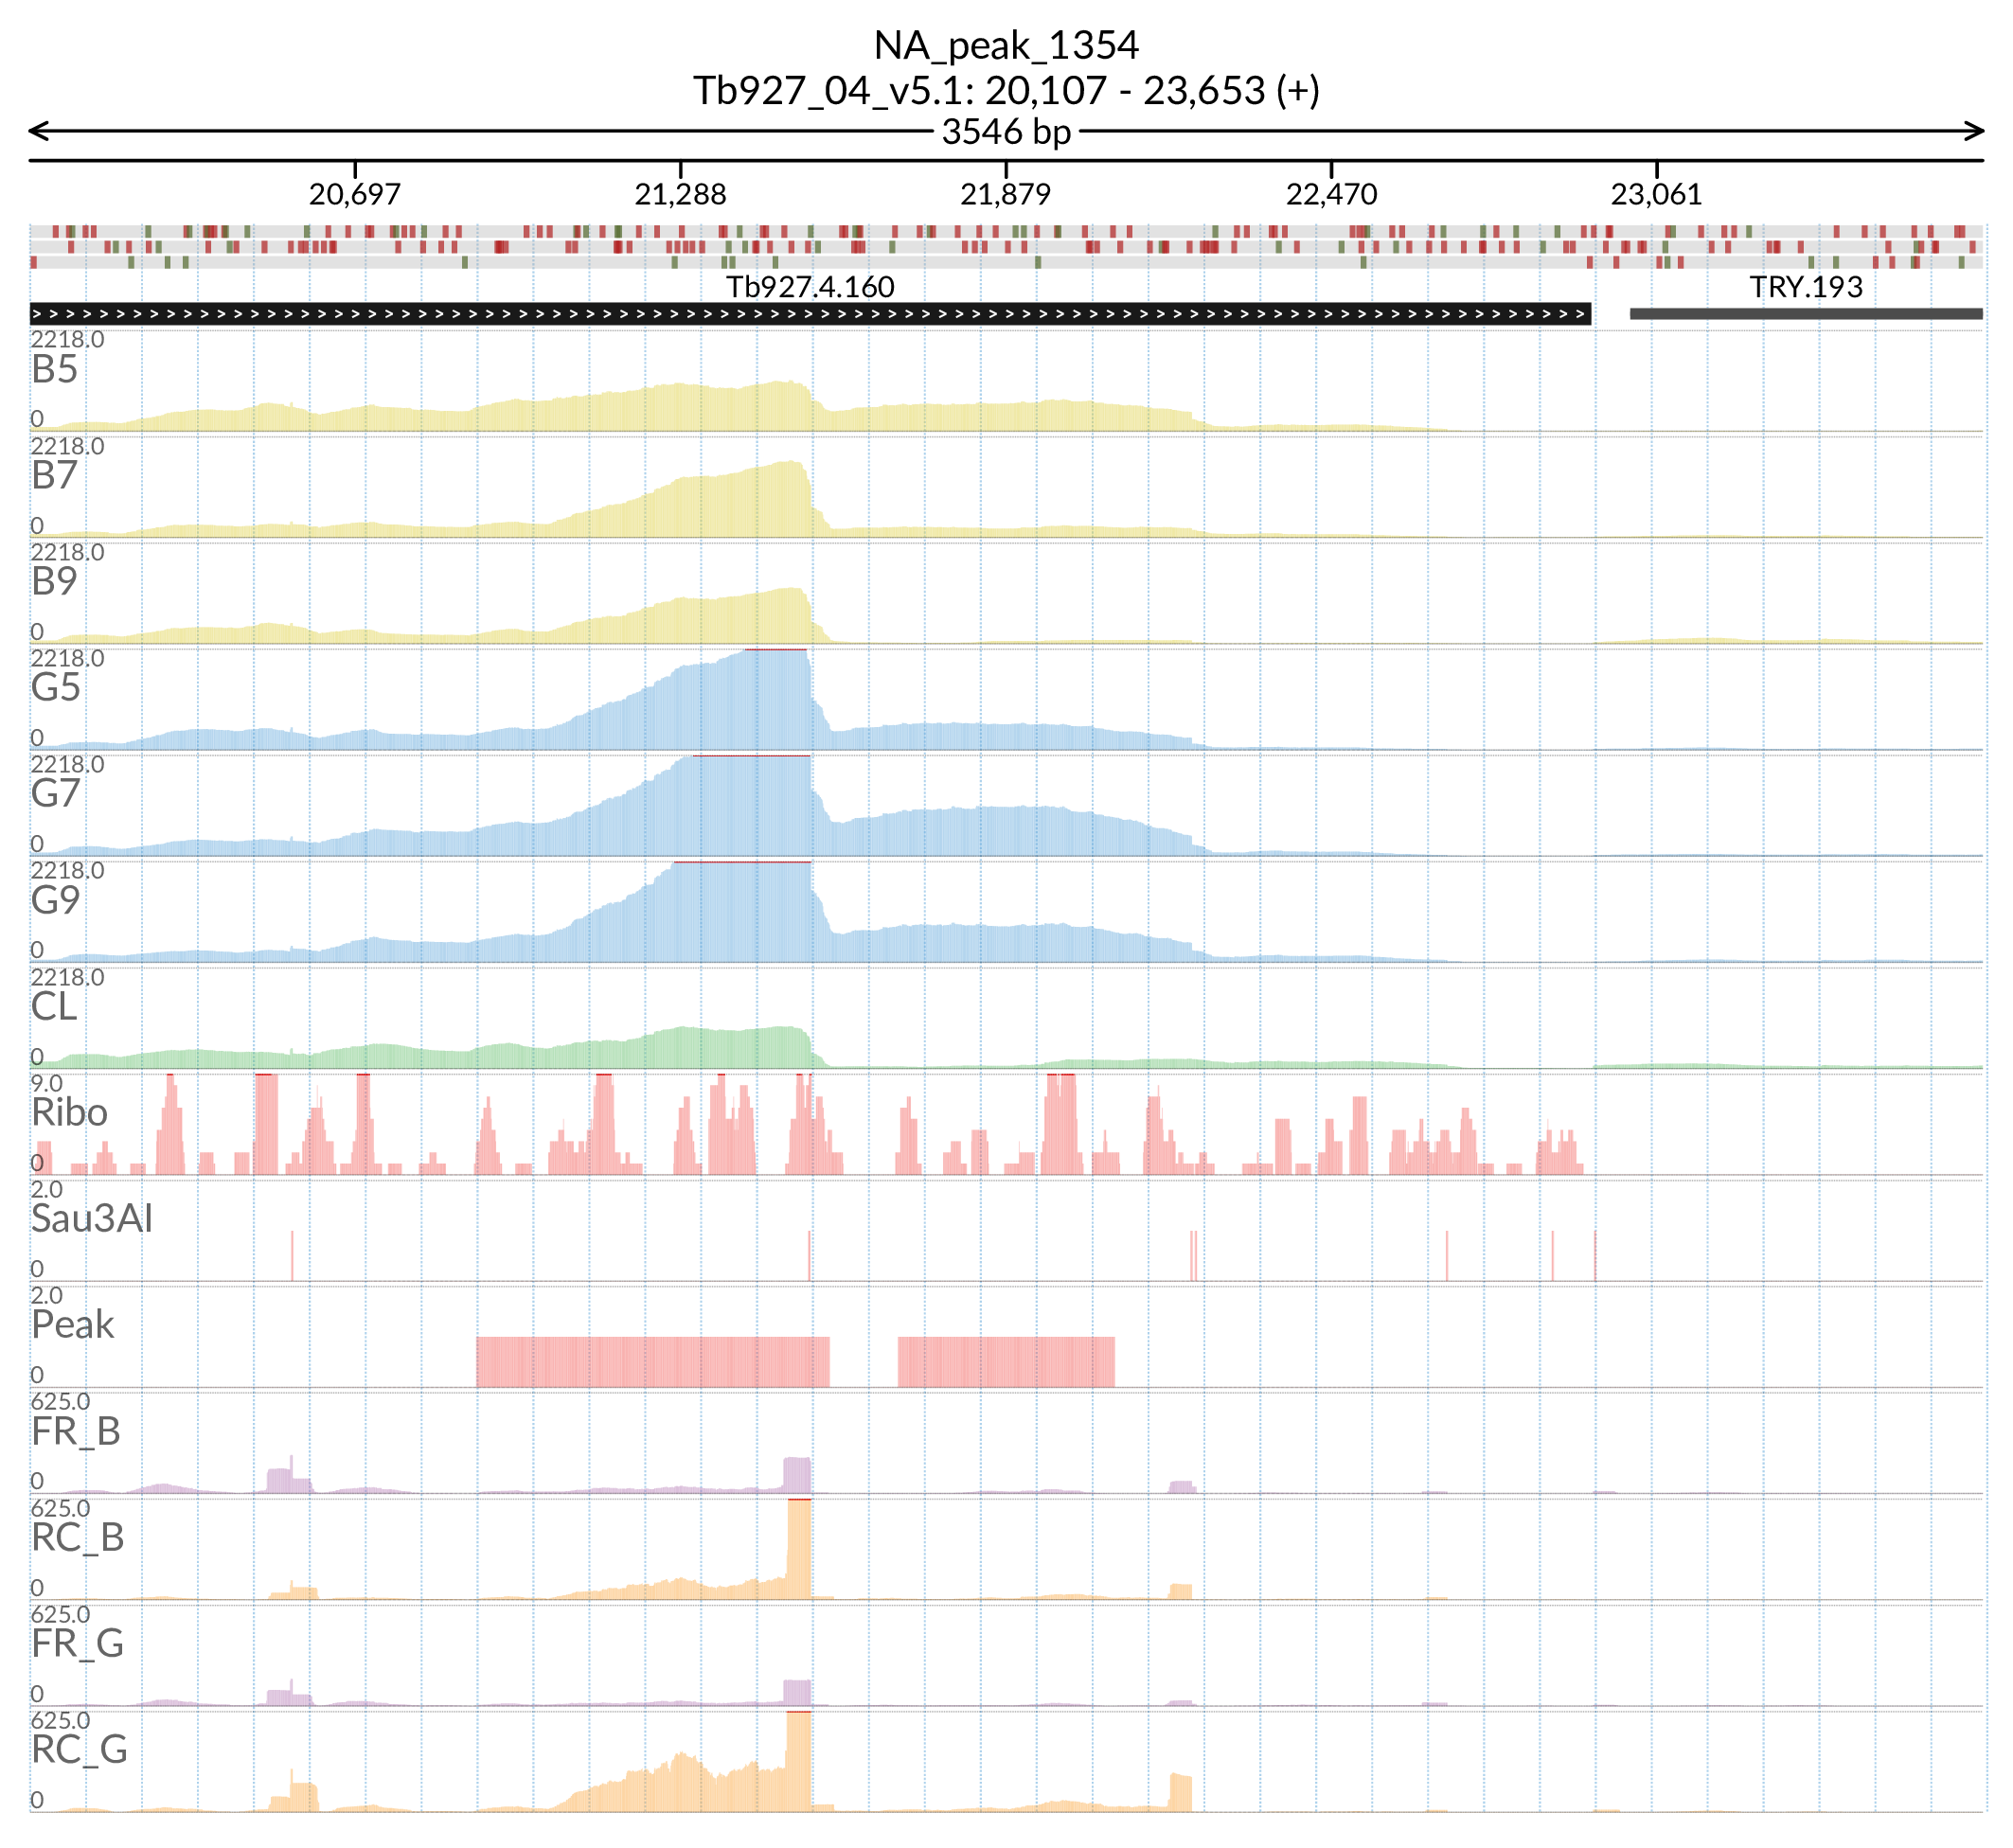 NA_peak_1354
Tb927_04_v5.1: 20,107 - 23,653 (+)
3546 bp
20,697 21,288 21,879 22,470 23,061
Tb927.4.160 TRY.193
2218.0
B5
0
2218.0
B7
0
2218.0
B9
0
2218.0
G5
0
2218.0
G7
0
2218.0
G9
0
2218.0
CL
0
9.0
Ribo
0
2.0
Sau3AI
0
2.0
Peak
0
625.0
FR_B
0
625.0
RC_B
0
625.0
FR_G
0
625.0
RC_G
0